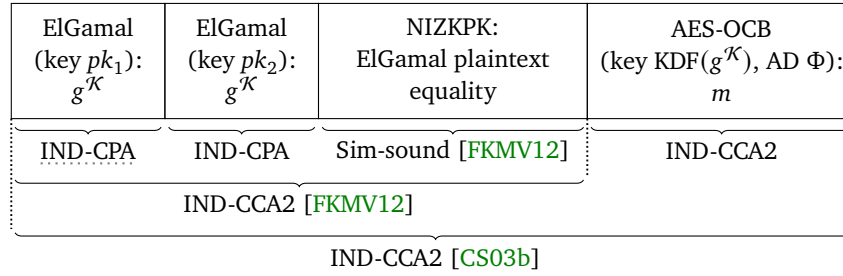 ElGamal
(key pk₁):
g^𝒦
ElGamal
(key pk₂):
g^𝒦
NIZKPK:
ElGamal plaintext
equality
AES-OCB
(key KDF(g^𝒦), AD Φ):
m
IND-CPA IND-CPA Sim-sound [FKMV12] IND-CCA2
IND-CCA2 [FKMV12]
IND-CCA2 [CS03b]